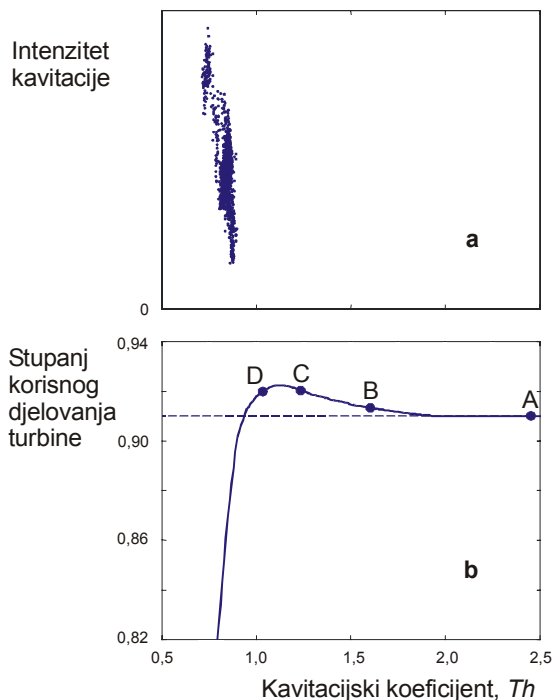 Intenzitet
kavitacije
a
0
Stupanj
korisnog
djelovanja
turbine
0,94
0,90
0,86
0,82
D
C
B
A
b
0,5
1,0
1,5
2,0
2,5
Kavitacijski koeficijent, Th